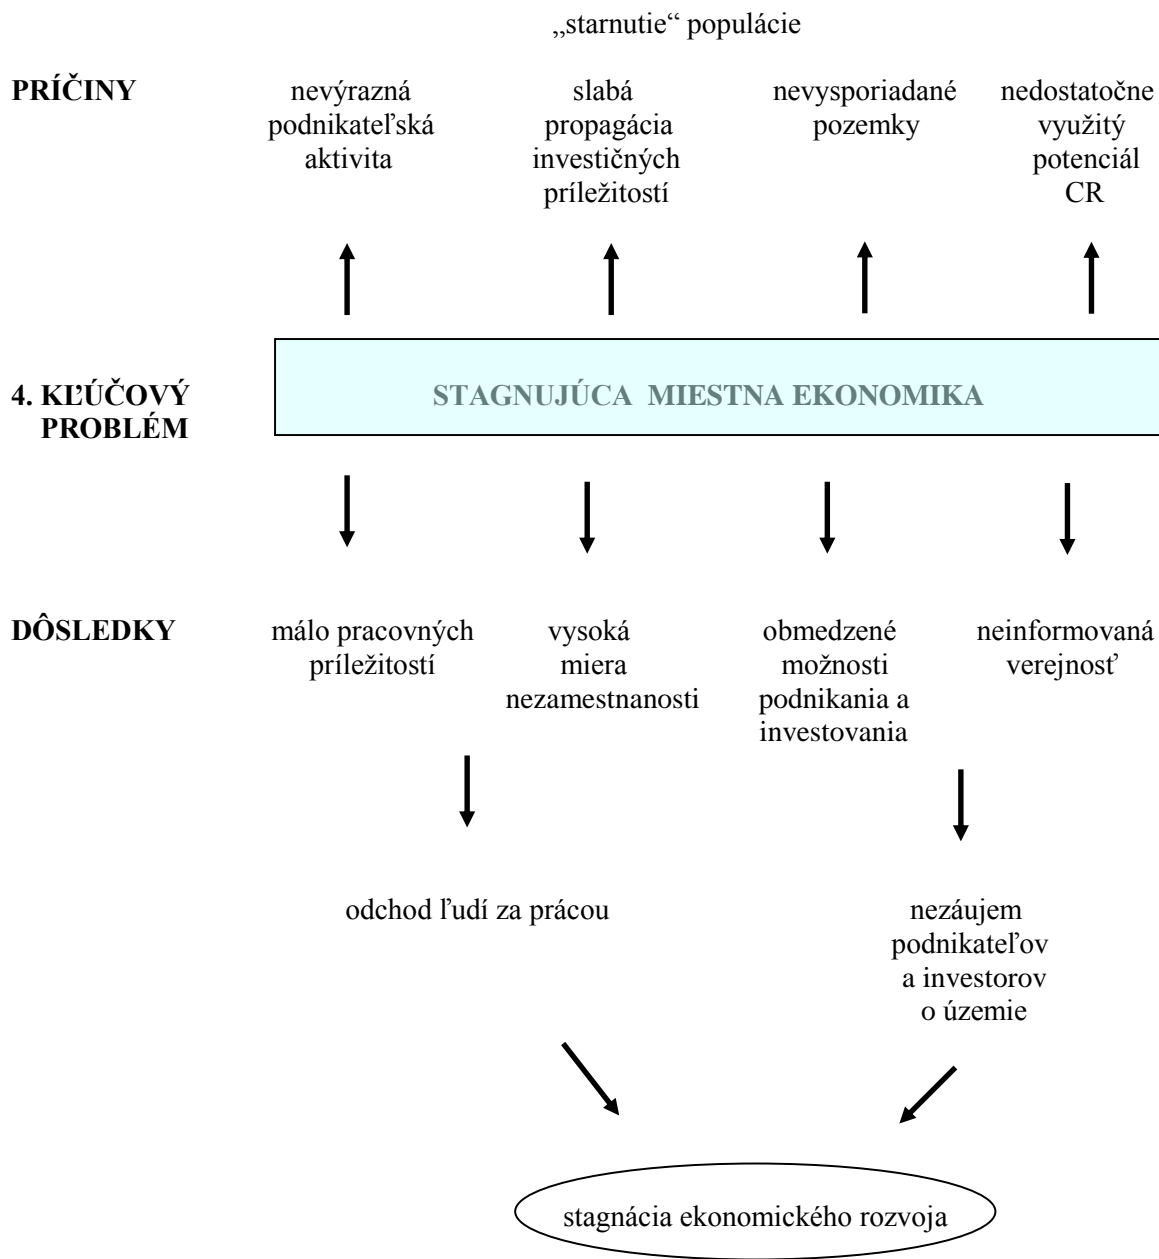 „starnutie“ populácie
PRÍČINY
nevýrazná
podnikateľská
aktivita
slabá
propagácia
investičných
príležitostí
nevysporiadané
pozemky
nedostatočne
využitý
potenciál
CR
4. KĽÚČOVÝ
PROBLÉM
STAGNUJÚCA MIESTNA EKONOMIKA
DÔSLEDKY
málo pracovných
príležitostí
vysoká
miera
nezamestnanosti
obmedzené
možnosti
podnikania a
investovania
neinformovaná
verejnosť
odchod ľudí za prácou
nezáujem
podnikateľov
a investorov
o územie
stagnácia ekonomického rozvoja